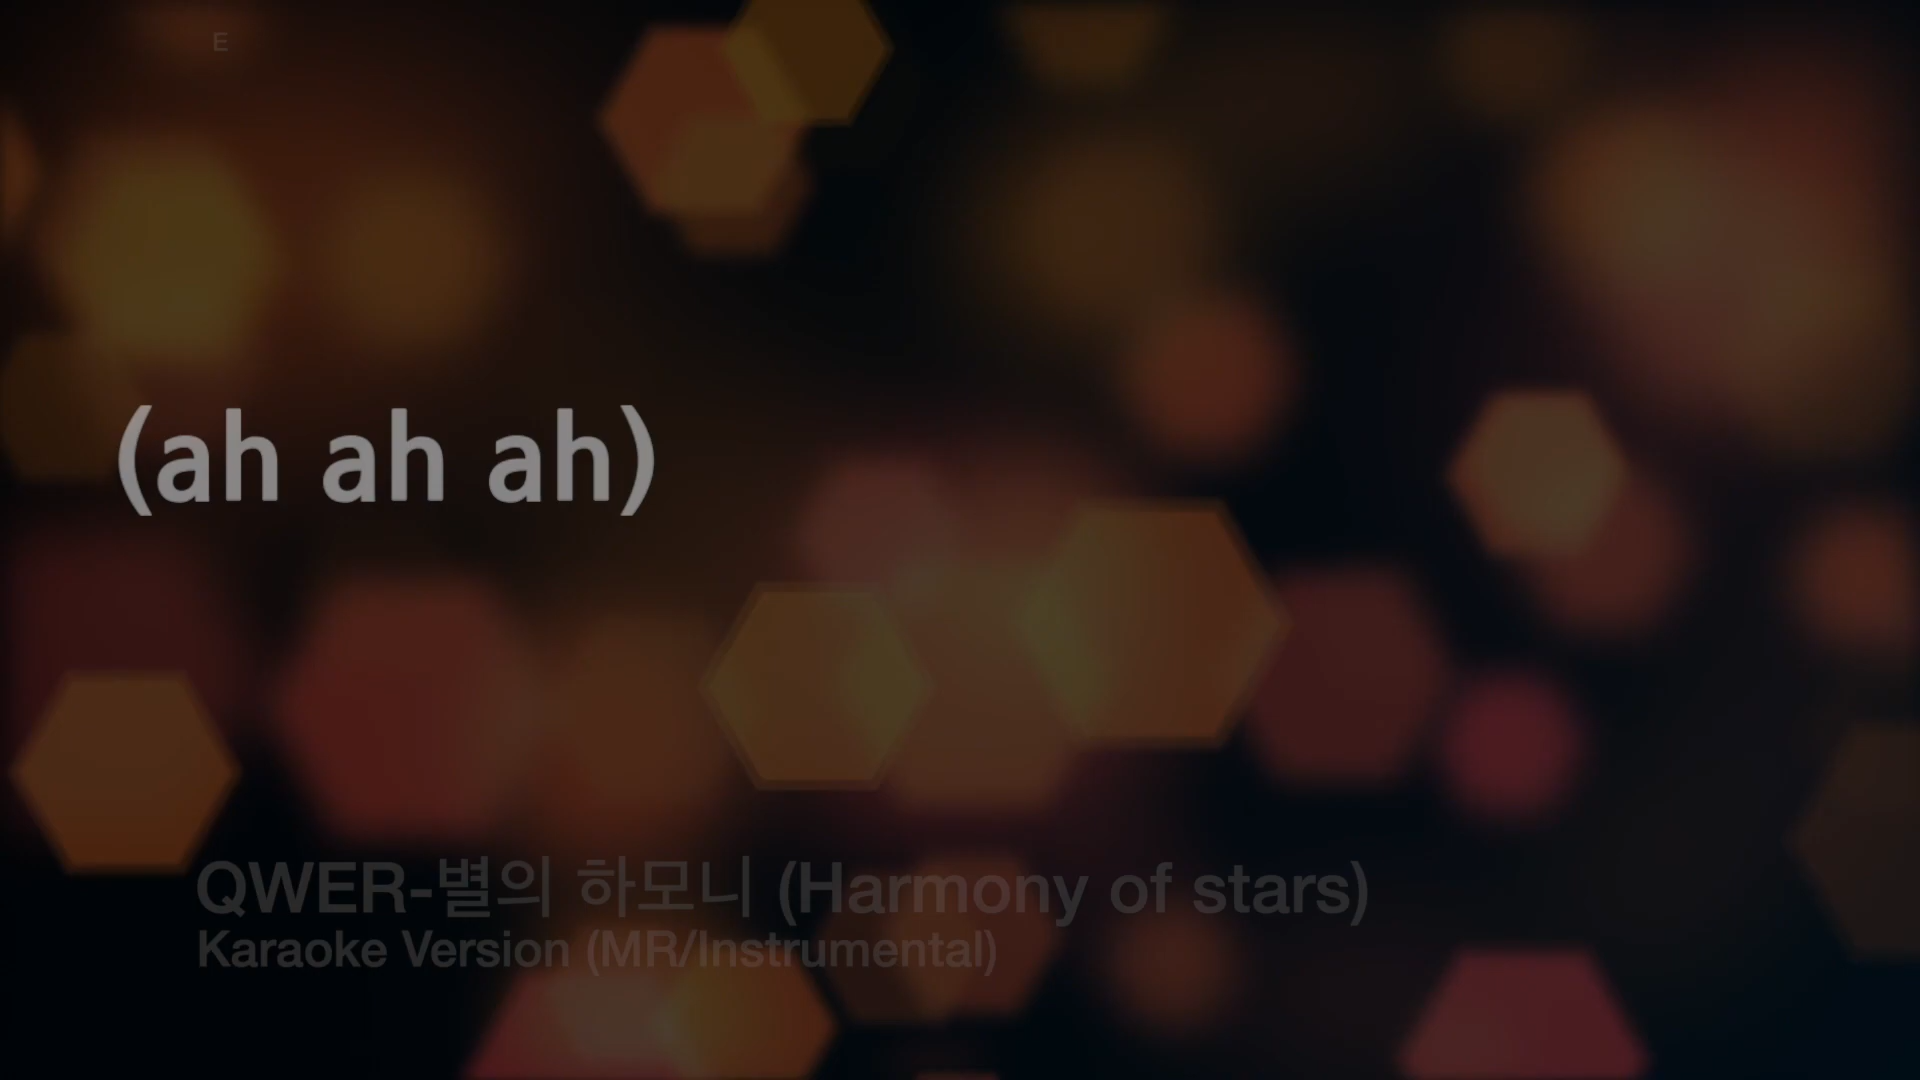 E
(ah ah ah)
QWER-별의 하모니 (Harmony of stars)
Karaoke Version (MR/Instrumental)